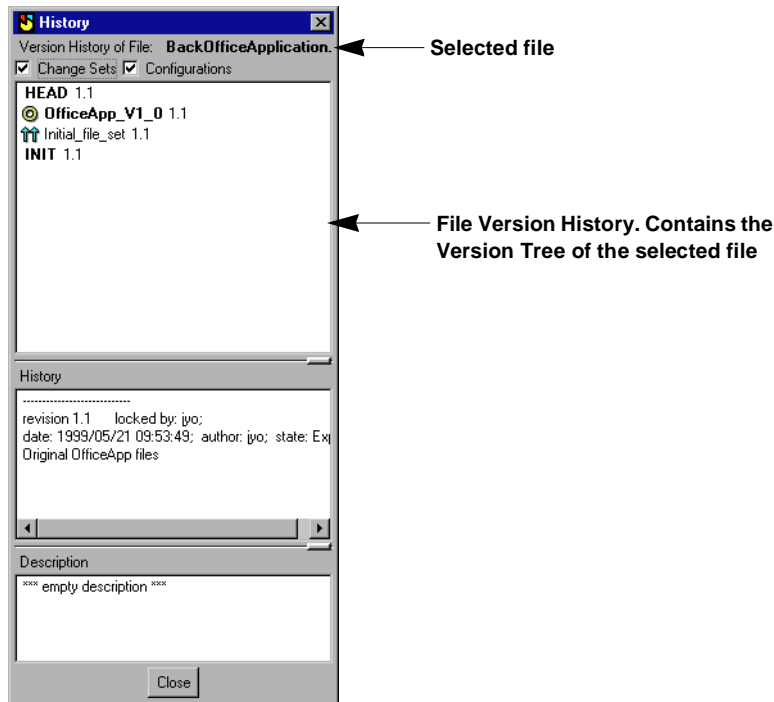 History
Version History of File: BackOfficeApplication.
Selected file
Change Sets Configurations
HEAD 1.1
OfficeApp_V1_0 1.1
Initial_file_set 1.1
INIT 1.1
File Version History. Contains the
Version Tree of the selected file
History
----------------------------
revision 1.1 locked by: jyo;
date: 1999/05/21 09:53:49; author: jyo; state: Exp
Original OfficeApp files
Description
*** empty description ***
Close